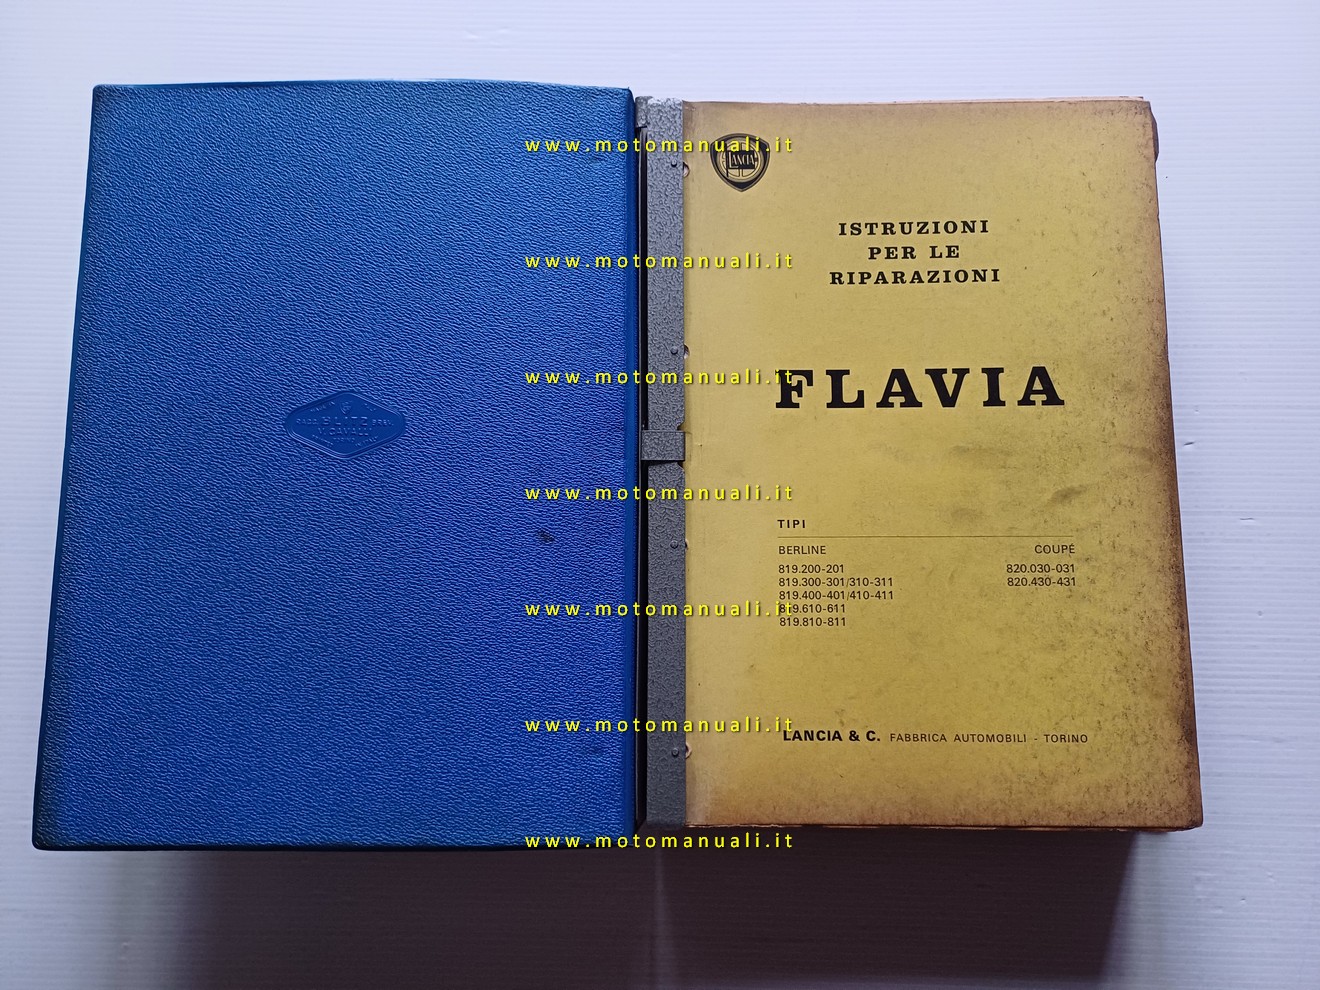 LANCIA
ISTRUZIONI
PER LE
RIPARAZIONI
FLAVIA
TIPI
BERLINE
819.200-201
819.300-301/310-311
819.400-401/410-411
819.610-611
819.810-811
COUPÉ
820.030-031
820.430-431
LANCIA & C. FABBRICA AUTOMOBILI - TORINO
www.motomanuali.it
www.motomanuali.it
www.motomanuali.it
www.motomanuali.it
www.motomanuali.it
www.motomanuali.it
www.motomanuali.it